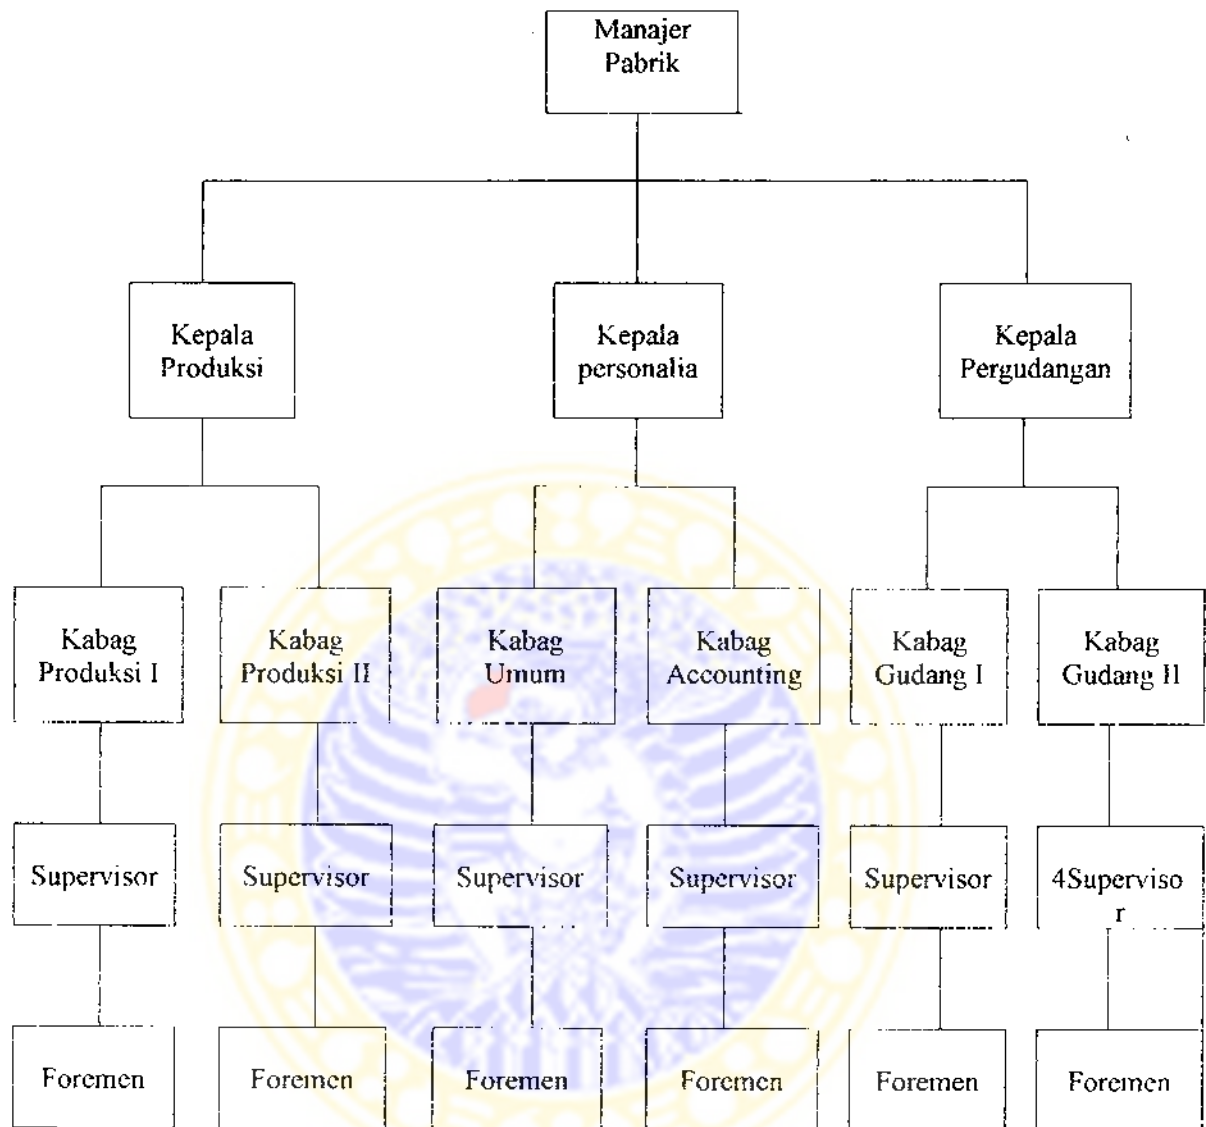 Manajer
Pabrik
Kepala
Produksi
Kepala
personalia
Kepala
Pergudangan
Kabag
Produksi I
Kabag
Produksi II
Kabag
Umum
Kabag
Accounting
Kabag
Gudang I
Kabag
Gudang II
Supervisor
Supervisor
Supervisor
Supervisor
Supervisor
4Superviso
r
Foremen
Foremen
Foremen
Foremen
Foremen
Foremen